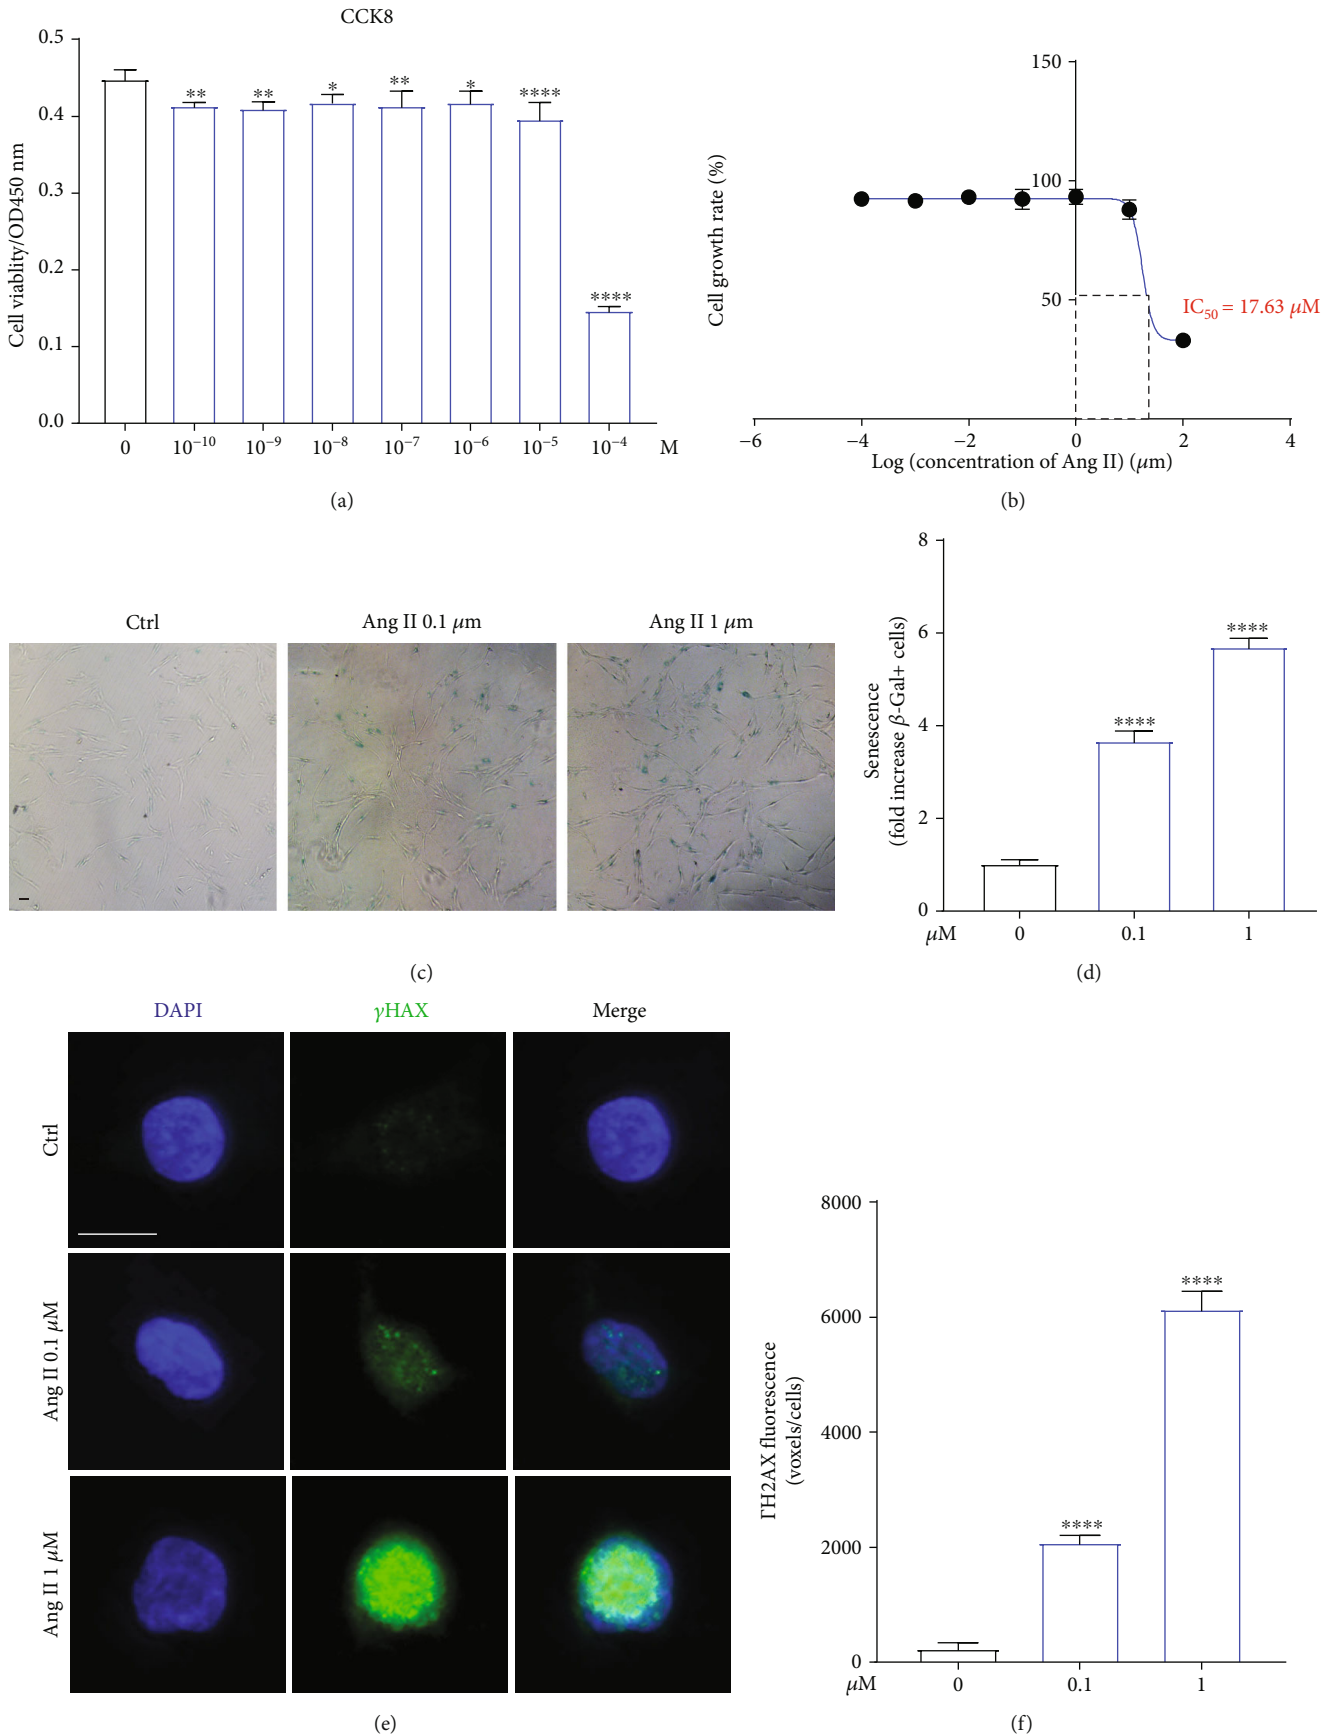 CCK8
Cell viablity/OD450 nm
0.5
0.4
0.3
0.2
0.1
0.0
** ** * ** * **** ****
0 10⁻¹⁰ 10⁻⁹ 10⁻⁸ 10⁻⁷ 10⁻⁶ 10⁻⁵ 10⁻⁴ M
(a)
Cell growth rate (%)
150
100
50
IC₅₀ = 17.63 μM
−6 −4 −2 0 2 4
Log (concentration of Ang II) (μm)
(b)
Ctrl Ang II 0.1 μm Ang II 1 μm
(c)
Senescence
(fold increase β-Gal+ cells)
8
6
4
2
0
**** ****
μM 0 0.1 1
(d)
DAPI γHAX Merge
Ctrl
Ang II 0.1 μM
Ang II 1 μM
(e)
ΓH2AX fluorescence
(voxels/cells)
8000
6000
4000
2000
0
**** ****
μM 0 0.1 1
(f)